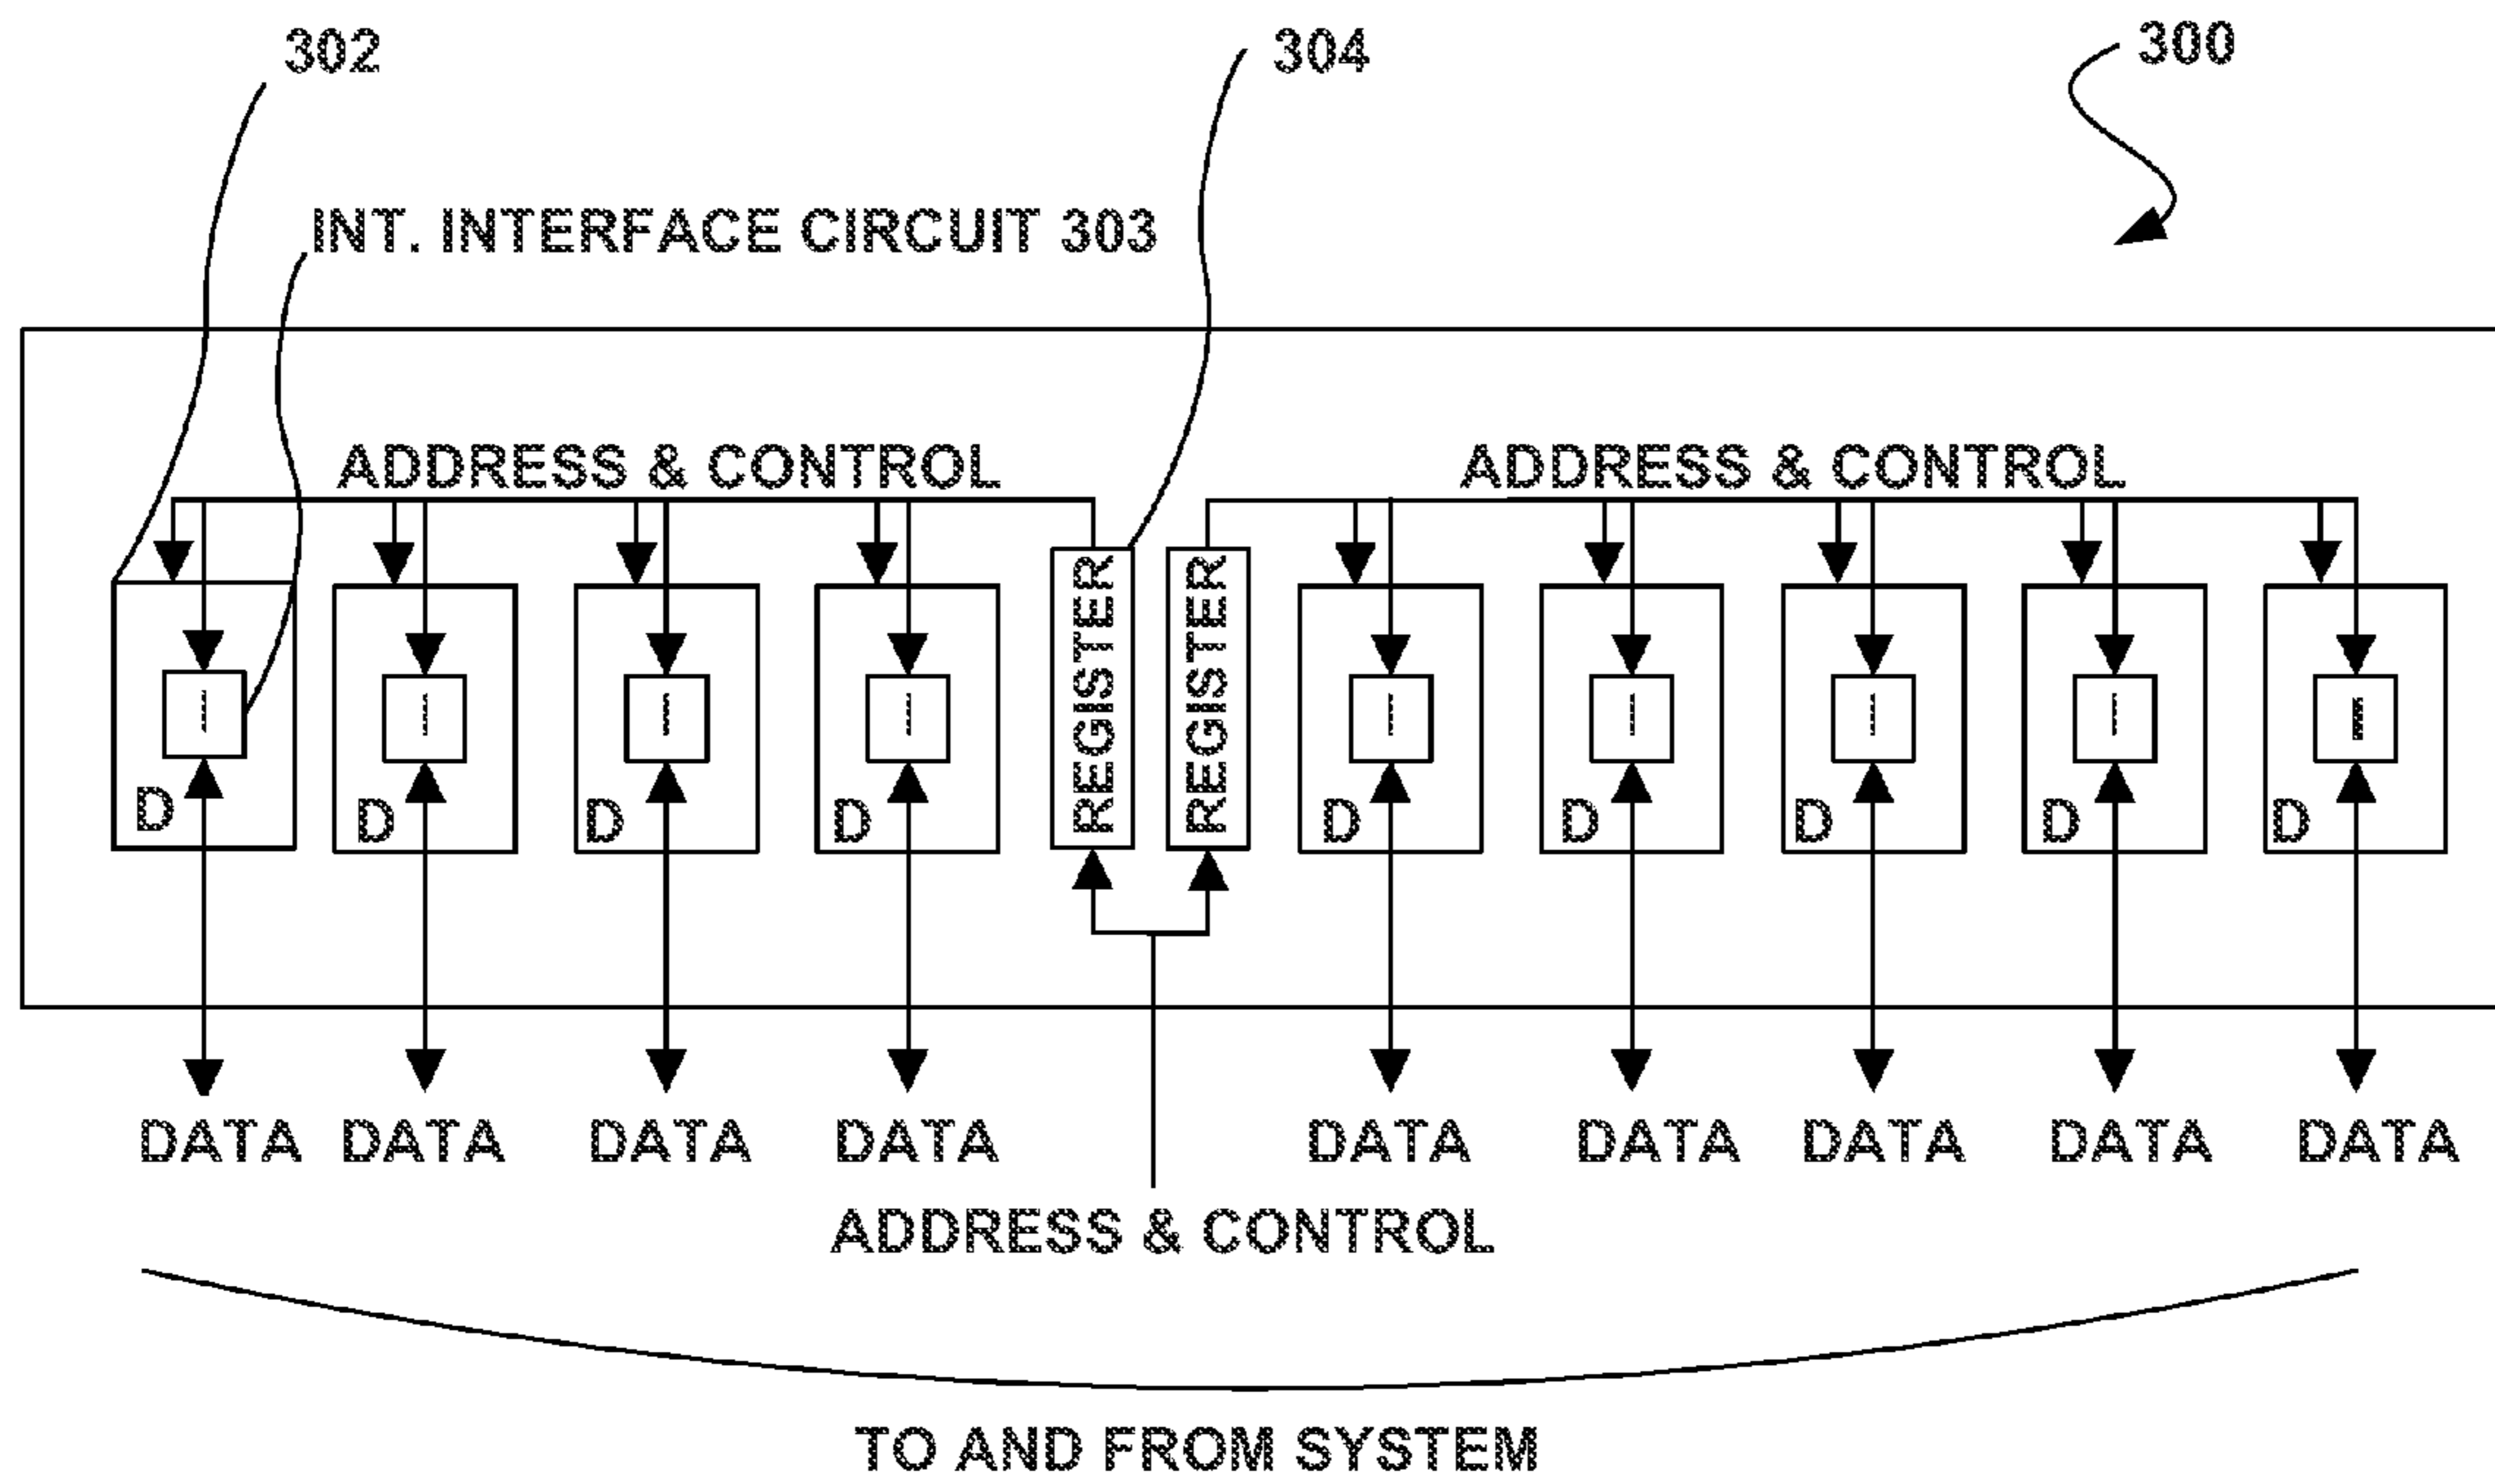 302 304 300
INT. INTERFACE CIRCUIT 303
ADDRESS & CONTROL ADDRESS & CONTROL
REGISTER REGISTER
I I I I I I I I I
D D D D D D D D D
DATA DATA DATA DATA DATA DATA DATA DATA DATA
ADDRESS & CONTROL
TO AND FROM SYSTEM